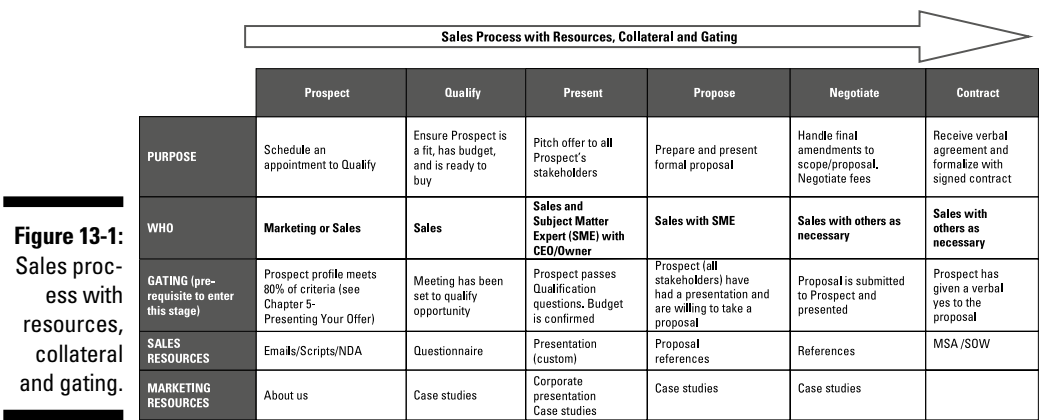 Sales Process with Resources, Collateral and Gating
Prospect
Qualify
Present
Propose
Negotiate
Contract
PURPOSE
Schedule an
appointment to Qualify
Ensure Prospect is
a fit, has budget,
and is ready to
buy
Pitch offer to all
Prospect's
stakeholders
Prepare and present
formal proposal
Handle final
amendments to
scope/proposal.
Negotiate fees
Receive verbal
agreement and
formalize with
signed contract
WHO
Marketing or Sales
Sales
Sales and
Subject Matter
Expert (SME) with
CEO/Owner
Sales with SME
Sales with others as
necessary
Sales with
others as
necessary
GATING (pre-
requisite to enter
this stage)
Prospect profile meets
80% of criteria (see
Chapter 5-
Presenting Your Offer)
Meeting has been
set to qualify
opportunity
Prospect passes
Qualification
questions. Budget
is confirmed
Prospect (all
stakeholders) have
had a presentation and
are willing to take a
proposal
Proposal is submitted
to Prospect and
presented
Prospect has
given a verbal
yes to the
proposal
SALES
RESOURCES
Emails/Scripts/NDA
Questionnaire
Presentation
(custom)
Proposal
references
References
MSA /SOW
MARKETING
RESOURCES
About us
Case studies
Corporate
presentation
Case studies
Case studies
Case studies
Figure 13-1:
Sales proc-
ess with
resources,
collateral
and gating.